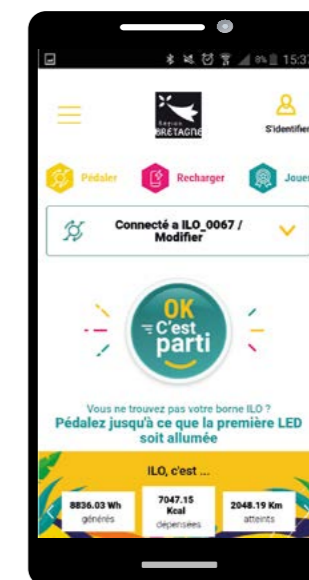 8% 15:37
Région
BRETAGNE
S'identifier
Pédaler Recharger Jouer
Connecté a ILO_0067 /
Modifier
OK
C'est
parti
Vous ne trouvez pas votre borne ILO ?
Pédalez jusqu'à ce que la première LED
soit allumée
ILO, c'est ...
8836.03 Wh
générés
7047.15
Kcal
dépensées
2048.19 Km
atteints